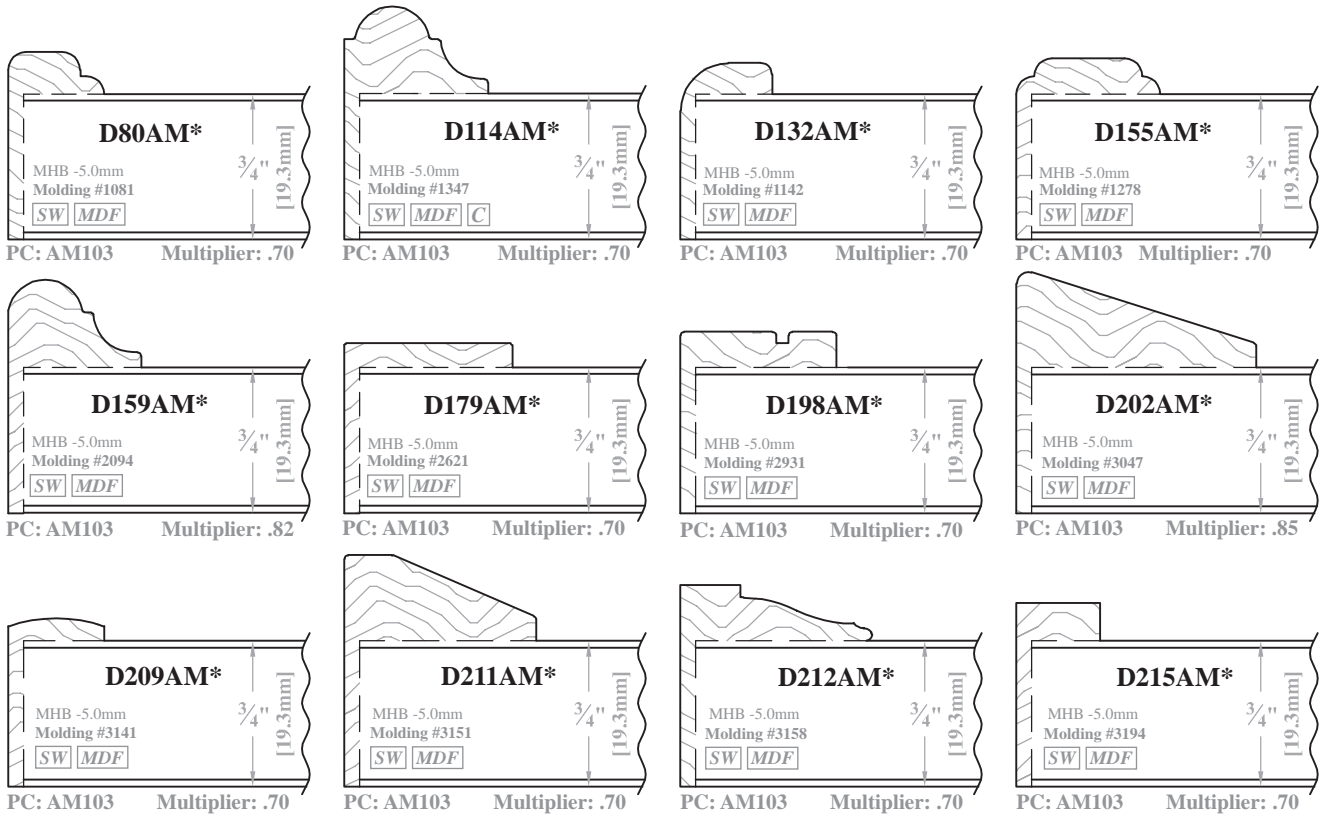 D80AM*
3/4"
[19.3mm]
MHB -5.0mm
Molding #1081
SW MDF
PC: AM103 Multiplier: .70
D114AM*
3/4"
[19.3mm]
MHB -5.0mm
Molding #1347
SW MDF C
PC: AM103 Multiplier: .70
D132AM*
3/4"
[19.3mm]
MHB -5.0mm
Molding #1142
SW MDF
PC: AM103 Multiplier: .70
D155AM*
3/4"
[19.3mm]
MHB -5.0mm
Molding #1278
SW MDF
PC: AM103 Multiplier: .70
D159AM*
3/4"
[19.3mm]
MHB -5.0mm
Molding #2094
SW MDF
PC: AM103 Multiplier: .82
D179AM*
3/4"
[19.3mm]
MHB -5.0mm
Molding #2621
SW MDF
PC: AM103 Multiplier: .70
D198AM*
3/4"
[19.3mm]
MHB -5.0mm
Molding #2931
SW MDF
PC: AM103 Multiplier: .70
D202AM*
3/4"
[19.3mm]
MHB -5.0mm
Molding #3047
SW MDF
PC: AM103 Multiplier: .85
D209AM*
3/4"
[19.3mm]
MHB -5.0mm
Molding #3141
SW MDF
PC: AM103 Multiplier: .70
D211AM*
3/4"
[19.3mm]
MHB -5.0mm
Molding #3151
SW MDF
PC: AM103 Multiplier: .70
D212AM*
3/4"
[19.3mm]
MHB -5.0mm
Molding #3158
SW MDF
PC: AM103 Multiplier: .70
D215AM*
3/4"
[19.3mm]
MHB -5.0mm
Molding #3194
SW MDF
PC: AM103 Multiplier: .70